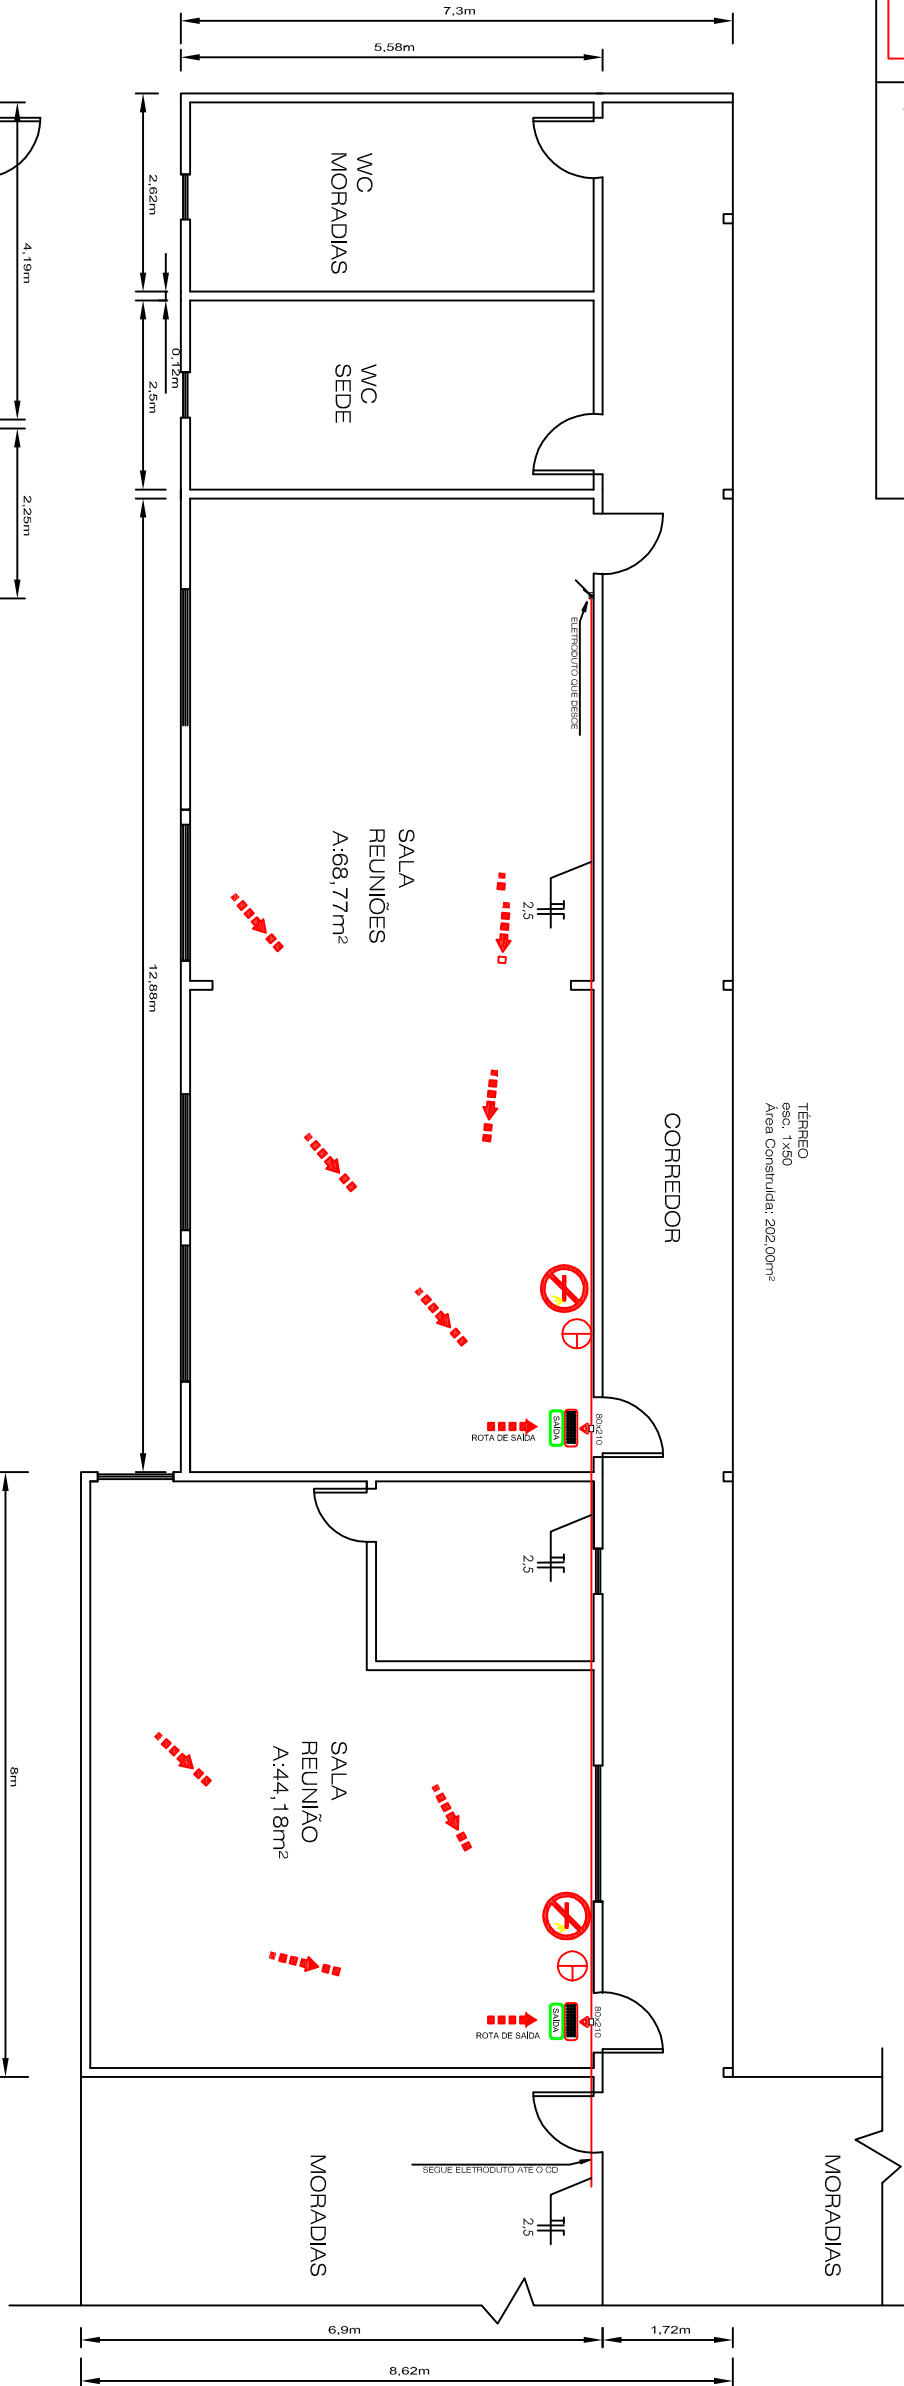 7,3m
5,58m
WC
MORADIAS
2,62m
4,19m
0,12m
WC
SEDE
2,5m
2,25m
ELETRODUTO QUE DESCE
SALA
REUNIÕES
A:68,77m²
2,5
12,88m
TÉRREO
esc. 1x50
Área Construída: 202,00m²
CORREDOR
80x210
SAÍDA
ROTA DE SAÍDA
2,5
SALA
REUNIÃO
A:44,18m²
8m
80x210
SAÍDA
ROTA DE SAÍDA
MORADIAS
MORADIAS
SEGUE ELETRODUTO ATÉ O CD
2,5
6,9m
1,72m
8,62m